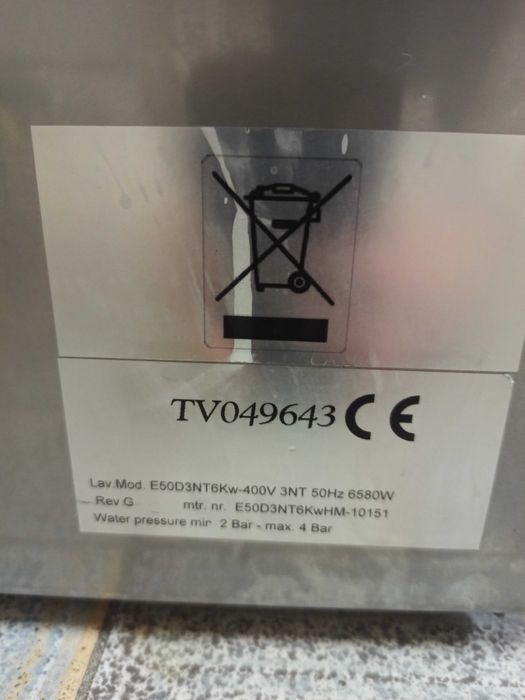 TV049643 CE
Lav.Mod. E50D3NT6Kw-400V 3NT 50Hz 6580W
Rev G mtr. nr. E50D3NT6KwHM-10151
Water pressure min 2 Bar - max. 4 Bar